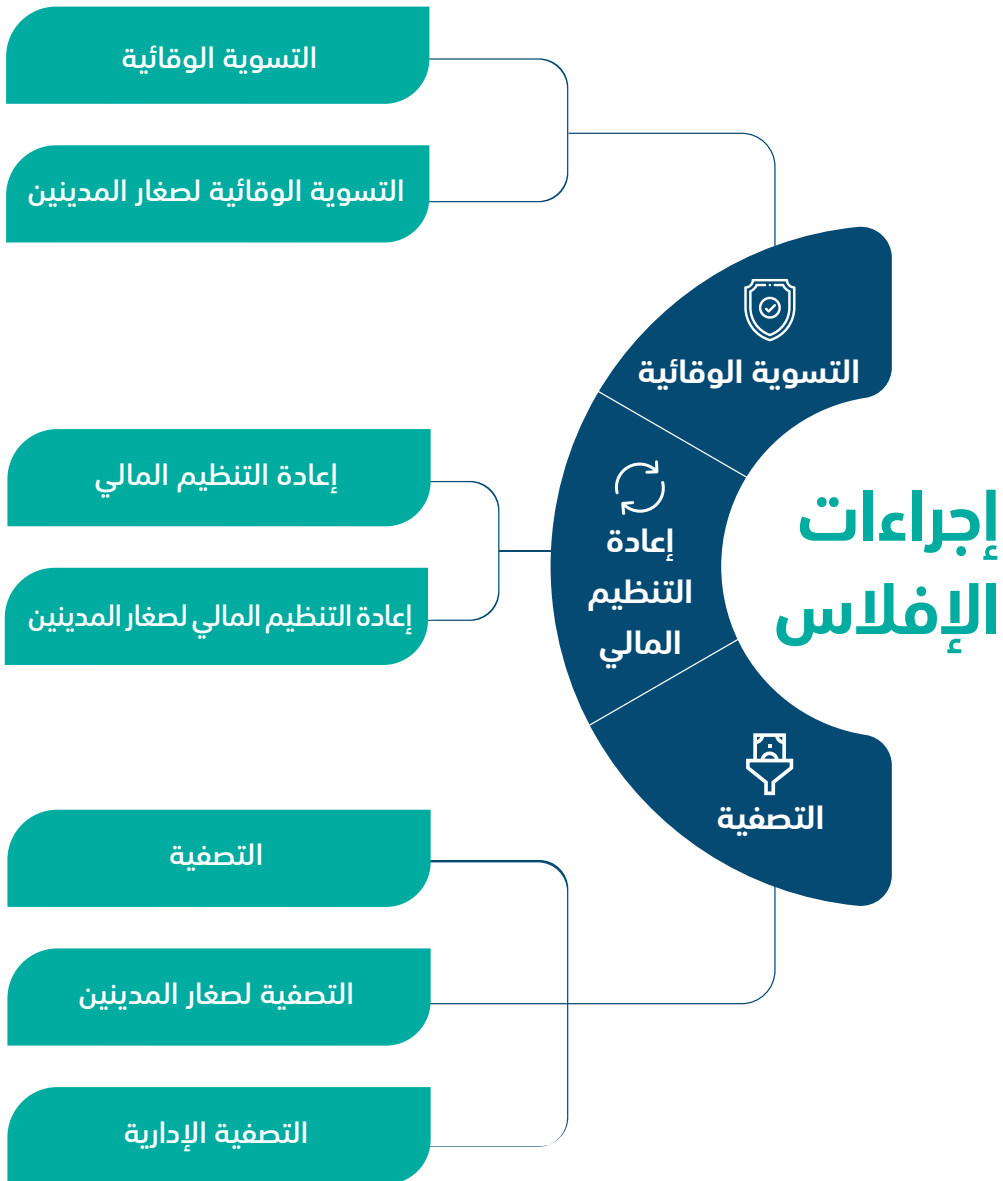 إجراءات
الإفلاس
التسوية الوقائية
التسوية الوقائية
التسوية الوقائية لصغار المدينين
إعادة
التنظيم
المالي
إعادة التنظيم المالي
إعادة التنظيم المالي لصغار المدينين
التصفية
التصفية
التصفية لصغار المدينين
التصفية الإدارية